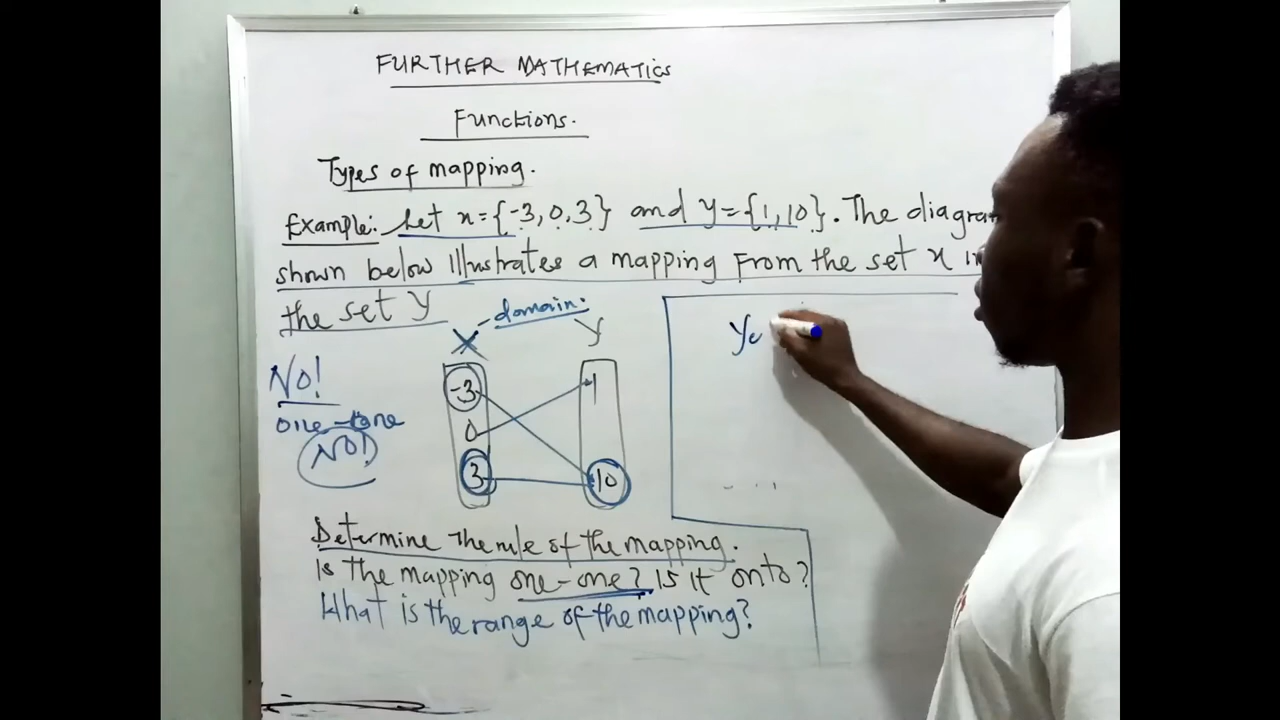 FURTHER MATHEMATICS
Functions.
Types of mapping.
Example: Let x = {-3, 0, 3} and y = {1, 10}. The diagram
shown below illustrates a mapping From the set x in
the set y
X - domain: Y
NO!
one-one
NO!
-3 1
0
3 10
Ye
Determine the rule of the mapping.
Is the mapping one-one? Is it onto?
What is the range of the mapping?